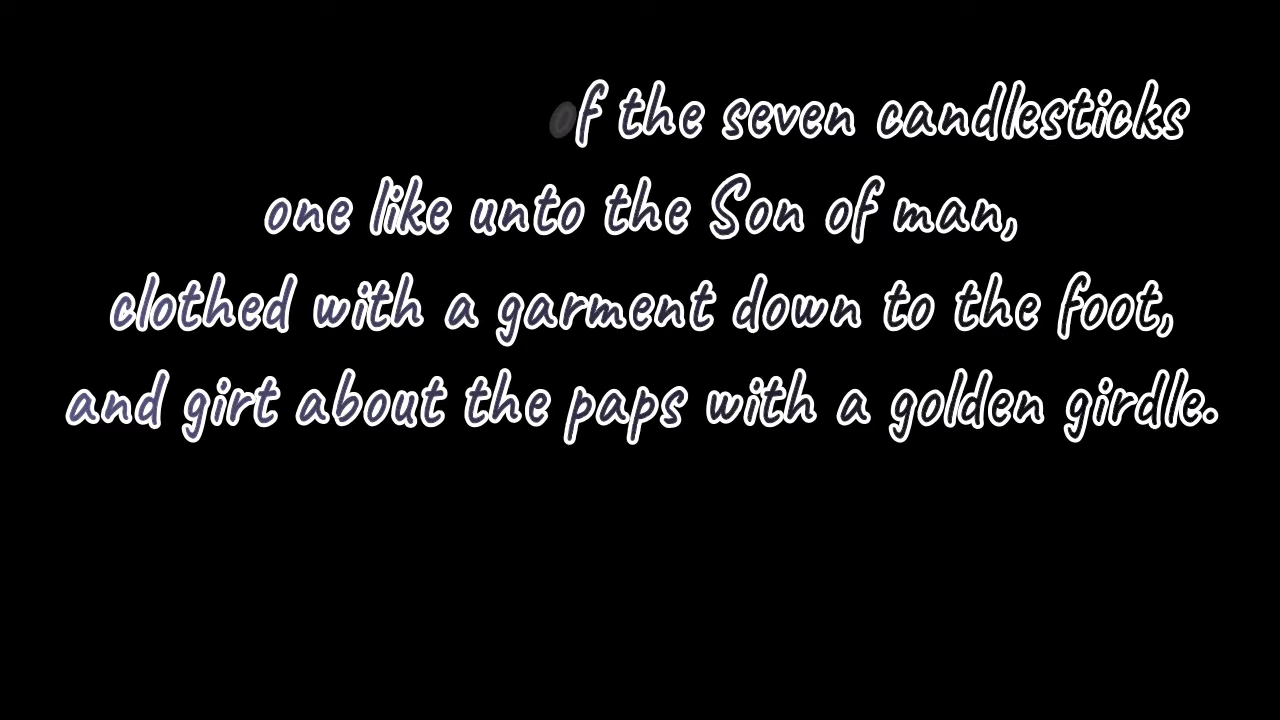 of the seven candlesticks
one like unto the Son of man,
clothed with a garment down to the foot,
and girt about the paps with a golden girdle.